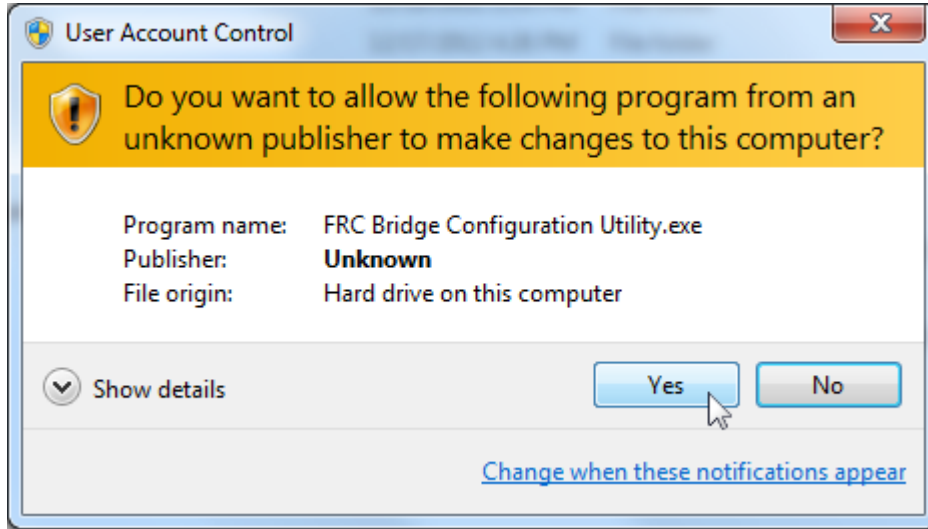 User Account Control
Do you want to allow the following program from an
unknown publisher to make changes to this computer?
Program name: FRC Bridge Configuration Utility.exe
Publisher: Unknown
File origin: Hard drive on this computer
Show details
Yes
No
Change when these notifications appear